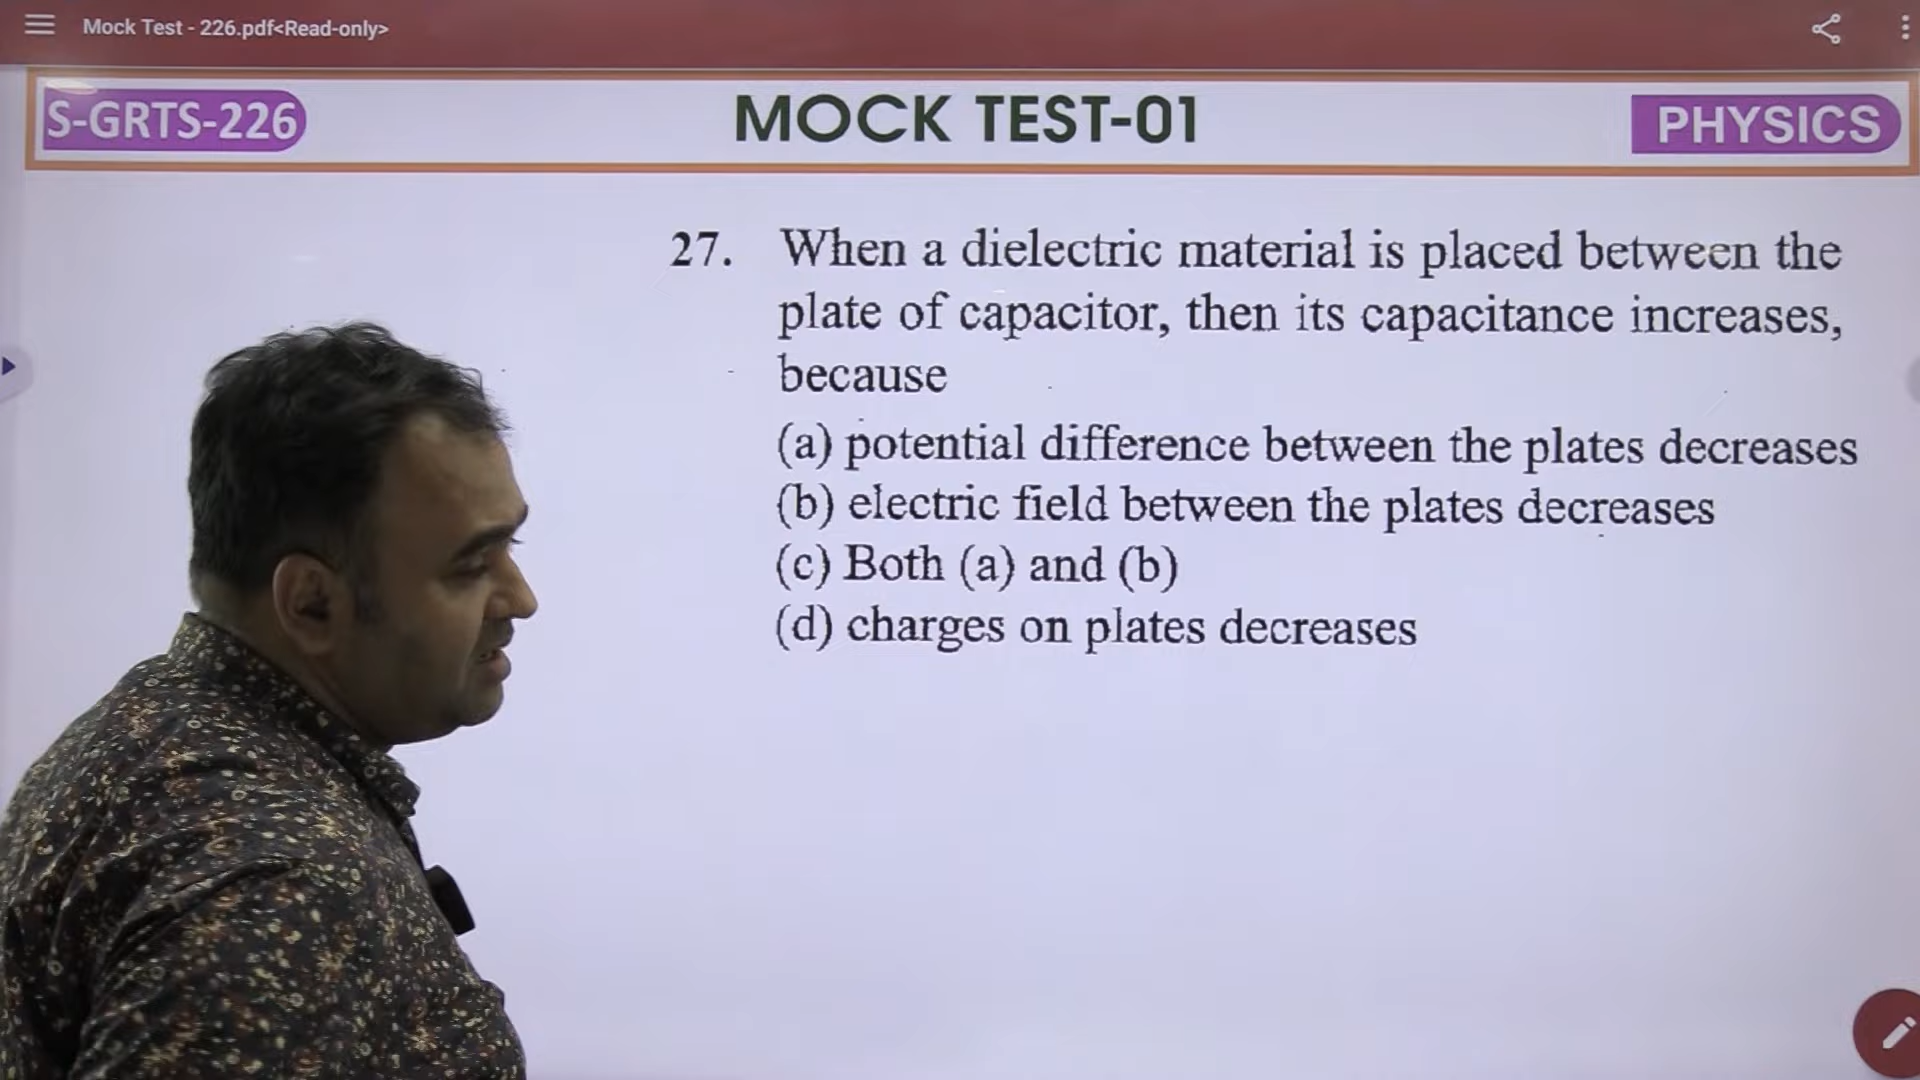 Mock Test - 226.pdf<Read-only>
S-GRTS-226
MOCK TEST-01
PHYSICS
27. When a dielectric material is placed between the
plate of capacitor, then its capacitance increases,
because
(a) potential difference between the plates decreases
(b) electric field between the plates decreases
(c) Both (a) and (b)
(d) charges on plates decreases